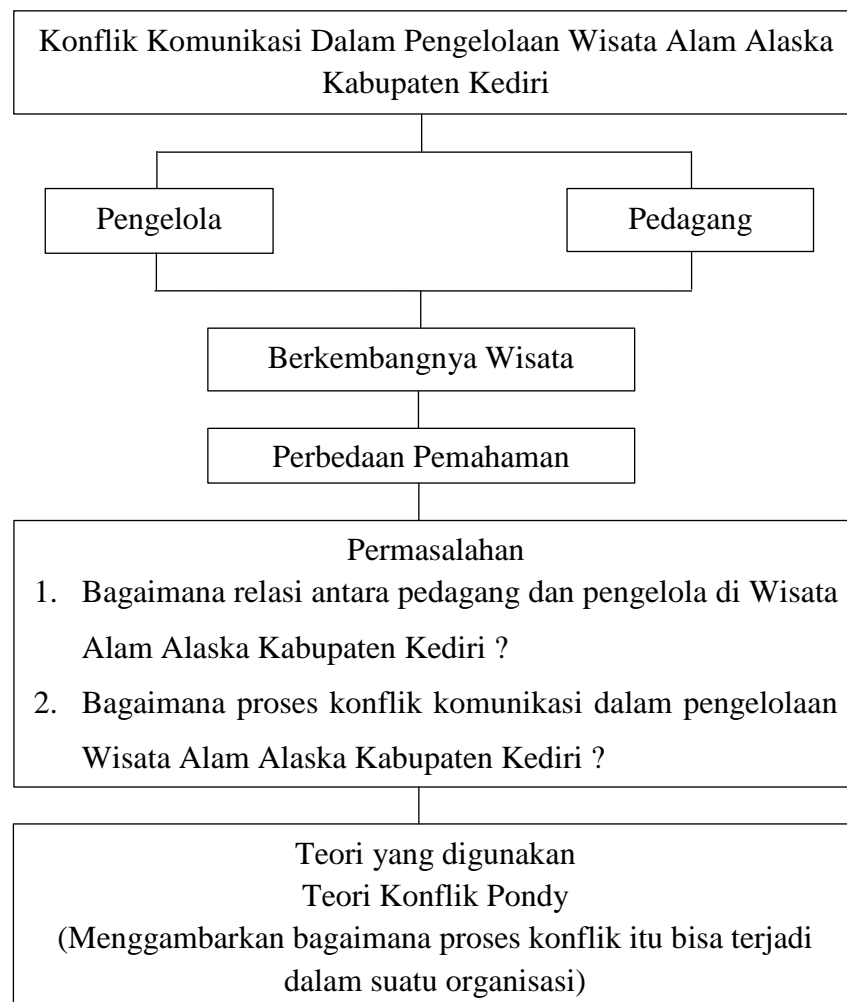 Konflik Komunikasi Dalam Pengelolaan Wisata Alam Alaska
Kabupaten Kediri
Pengelola
Pedagang
Berkembangnya Wisata
Perbedaan Pemahaman
Permasalahan
1. Bagaimana relasi antara pedagang dan pengelola di Wisata
Alam Alaska Kabupaten Kediri ?
2. Bagaimana proses konflik komunikasi dalam pengelolaan
Wisata Alam Alaska Kabupaten Kediri ?
Teori yang digunakan
Teori Konflik Pondy
(Menggambarkan bagaimana proses konflik itu bisa terjadi
dalam suatu organisasi)